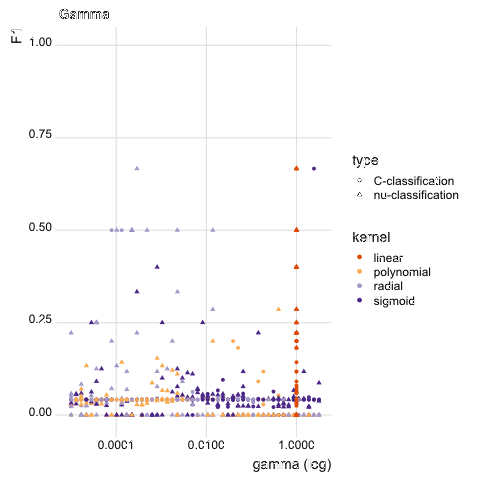 Gamma
F1
1.00
0.75
0.50
0.25
0.00
0.0001
0.0100
1.0000
gamma (log)
type
C-classification
nu-classification
kernel
linear
polynomial
radial
sigmoid